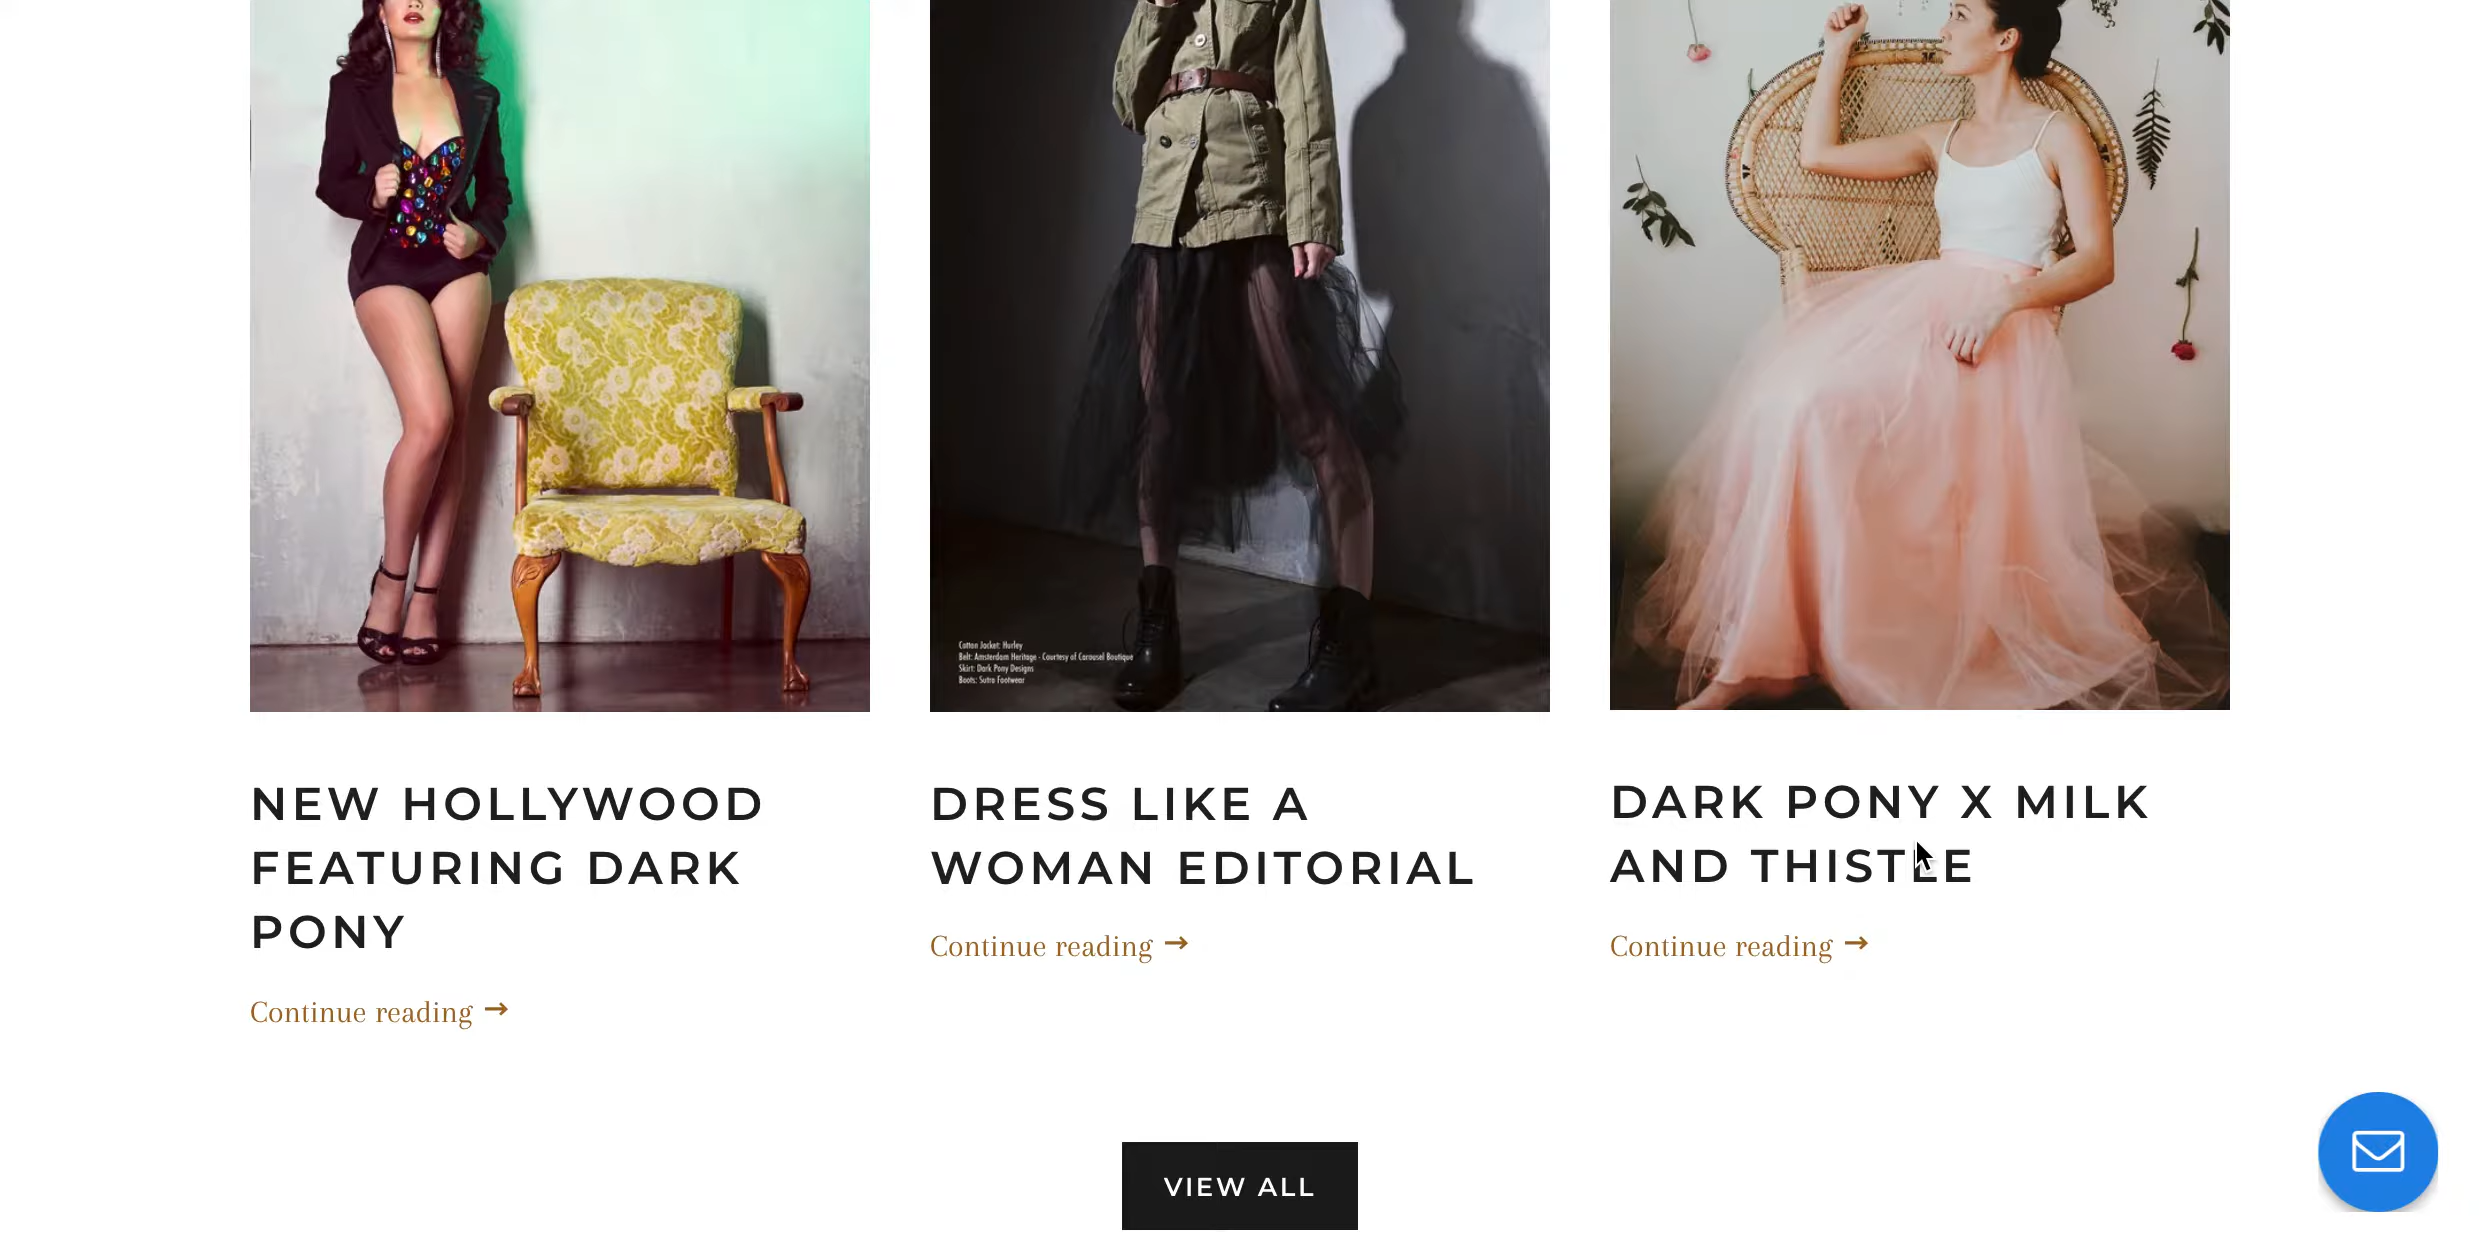 Cotton Jacket: Hurley
Belt: Amsterdam Heritage - Courtesy of Carousel Boutique
Skirt: Dark Pony Designs
Boots: Sutro Footwear
NEW HOLLYWOOD
FEATURING DARK
PONY
Continue reading →
DRESS LIKE A
WOMAN EDITORIAL
Continue reading →
DARK PONY X MILK
AND THISTLE
Continue reading →
VIEW ALL